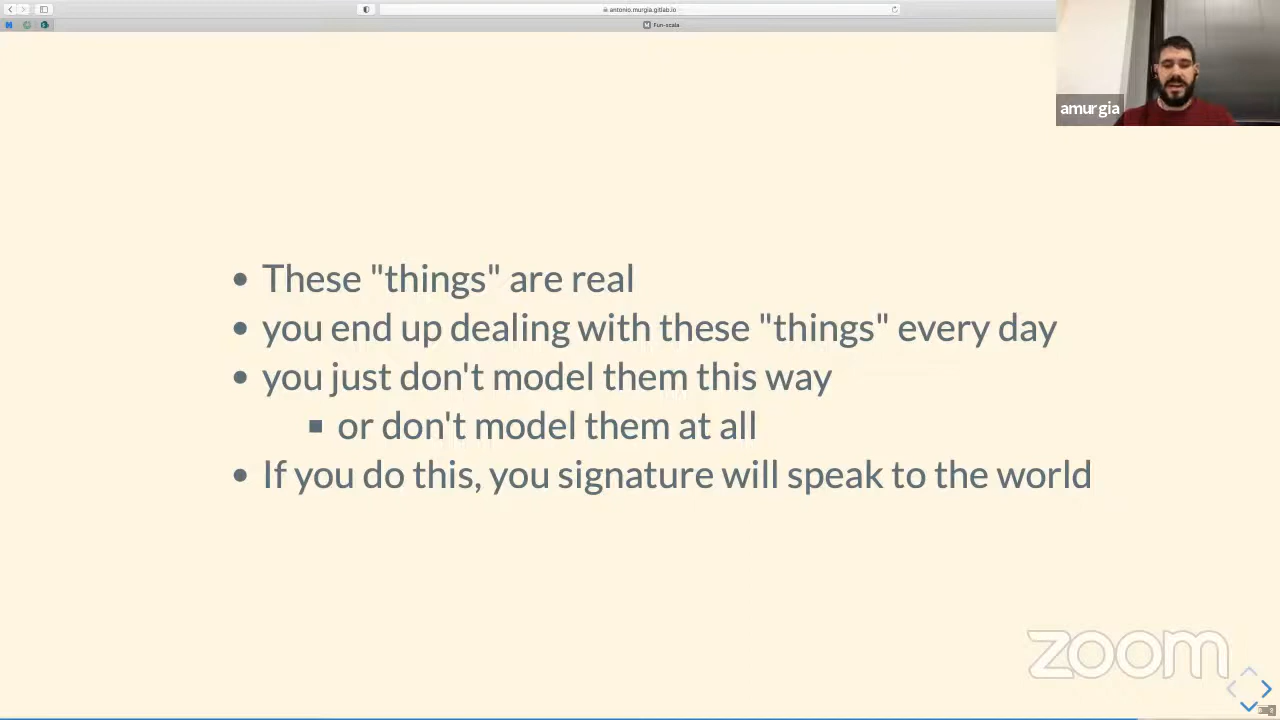 antonio.murgia.gitlab.io
Fun-scala
amurgia
These "things" are real
you end up dealing with these "things" every day
you just don't model them this way
or don't model them at all
If you do this, you signature will speak to the world
zoom